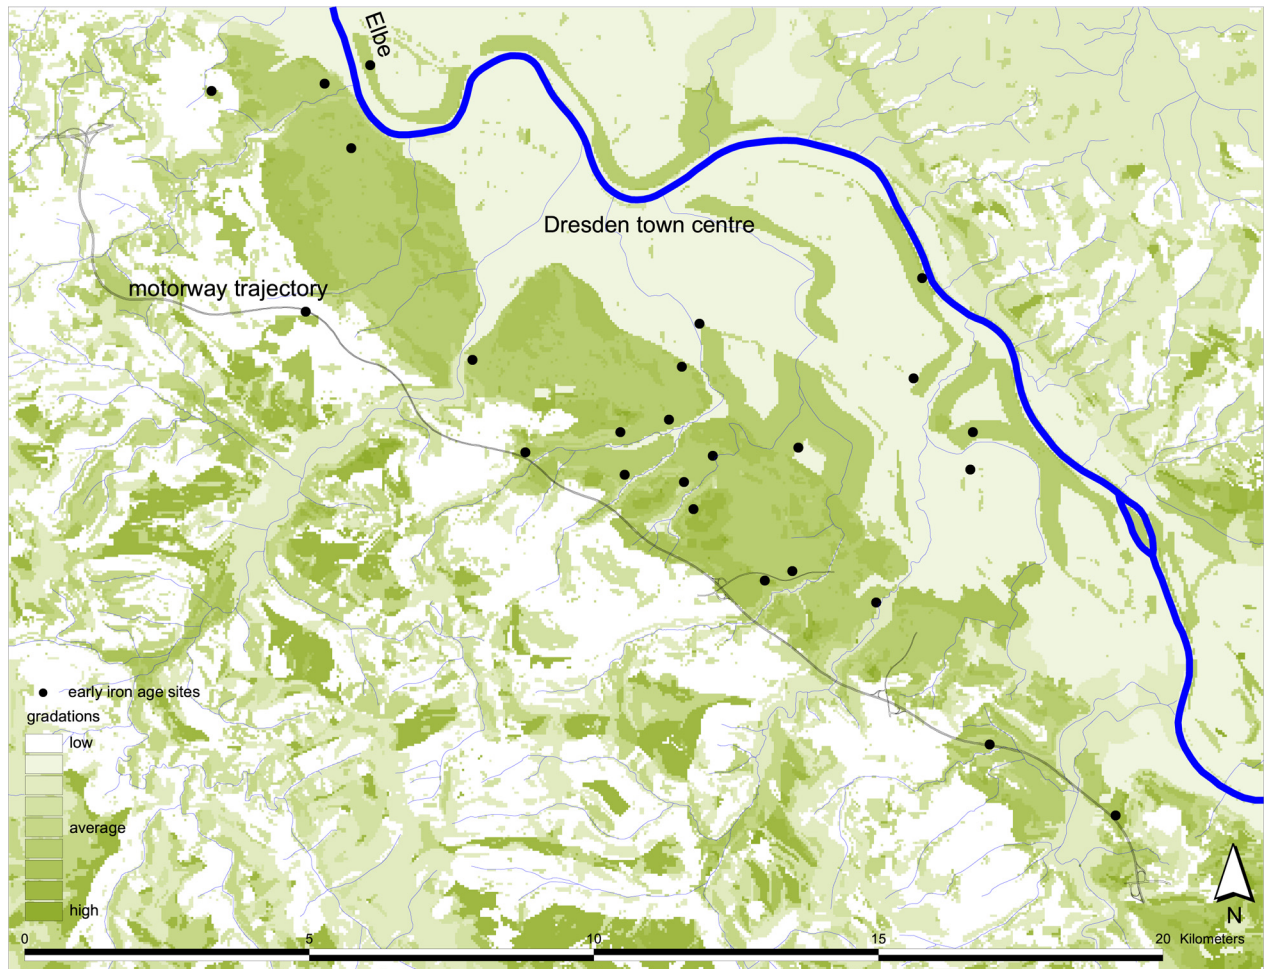 Elbe
Dresden town centre
motorway trajectory
early iron age sites
gradations
low
average
high
N
0 5 10 15 20 Kilometers